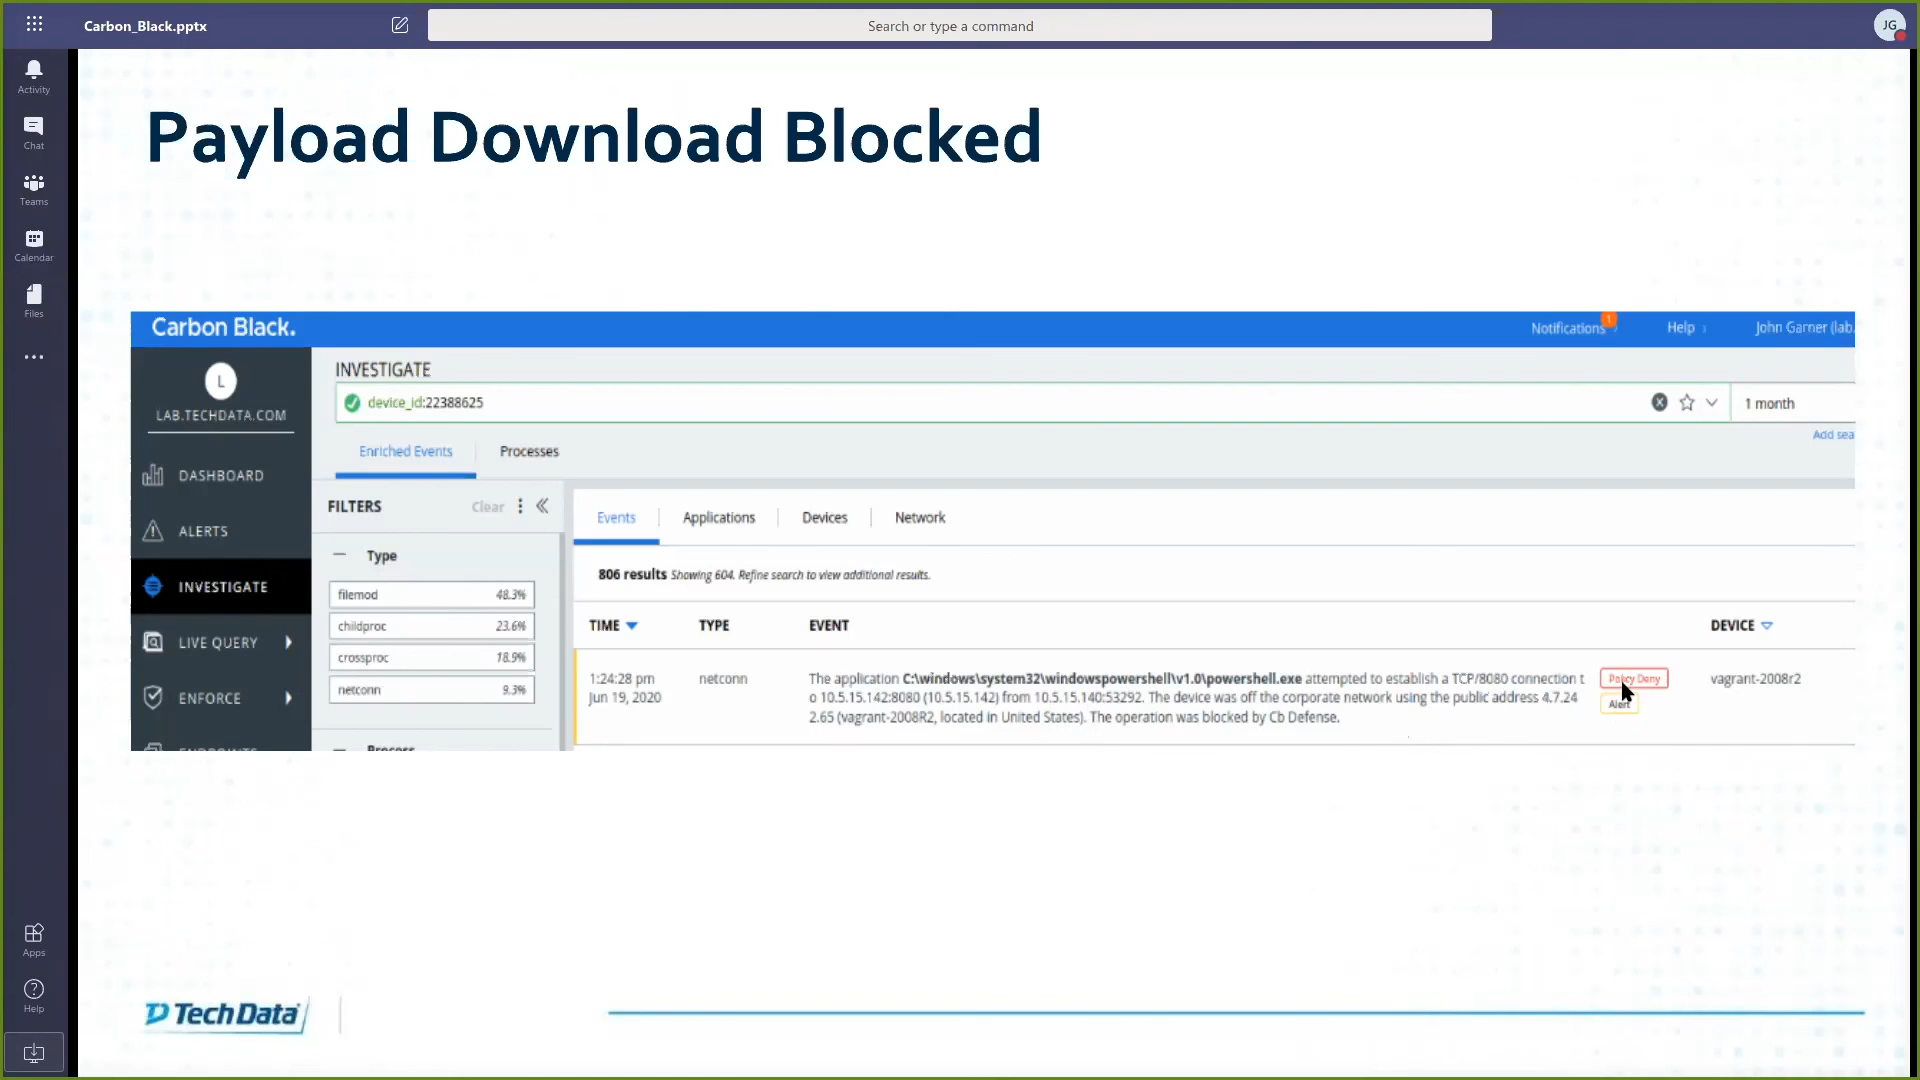 Carbon_Black.pptx
Search or type a command
JG
Activity
Chat
Teams
Calendar
Files
Apps
Help
Payload Download Blocked
Carbon Black.
Notifications
1
Help
John Garner (lab.
L
LAB.TECHDATA.COM
DASHBOARD
ALERTS
INVESTIGATE
LIVE QUERY
ENFORCE
ENDPOINTS
INVESTIGATE
device_id:22388625
1 month
Add sea
Enriched Events
Processes
FILTERS
Clear
Type
filemod 48.3%
childproc 23.6%
crossproc 18.9%
netconn 9.3%
Process
Events
Applications
Devices
Network
806 results Showing 604. Refine search to view additional results.
TIME
TYPE
EVENT
DEVICE
1:24:28 pm
Jun 19, 2020
netconn
The application C:\windows\system32\windowspowershell\v1.0\powershell.exe attempted to establish a TCP/8080 connection t
o 10.5.15.142:8080 (10.5.15.142) from 10.5.15.140:53292. The device was off the corporate network using the public address 4.7.24
2.65 (vagrant-2008R2, located in United States). The operation was blocked by Cb Defense.
Policy Deny
Alert
vagrant-2008r2
TechData